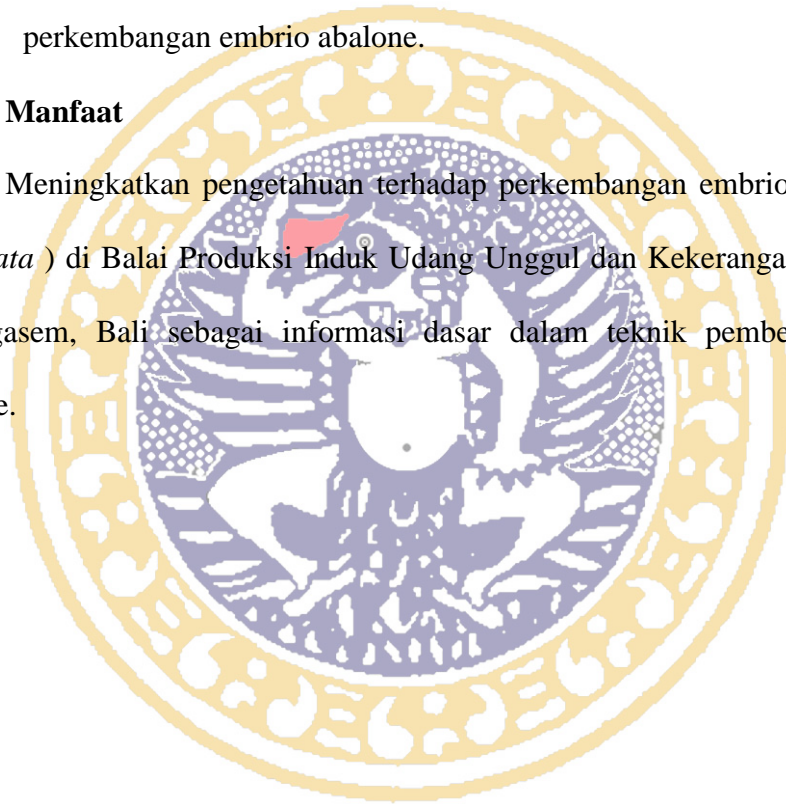 perkembangan embrio abalone.
Manfaat
Meningkatkan pengetahuan terhadap perkembangan embrio
ata ) di Balai Produksi Induk Udang Unggul dan Kekeranga
gasem, Bali sebagai informasi dasar dalam teknik pembe
e.